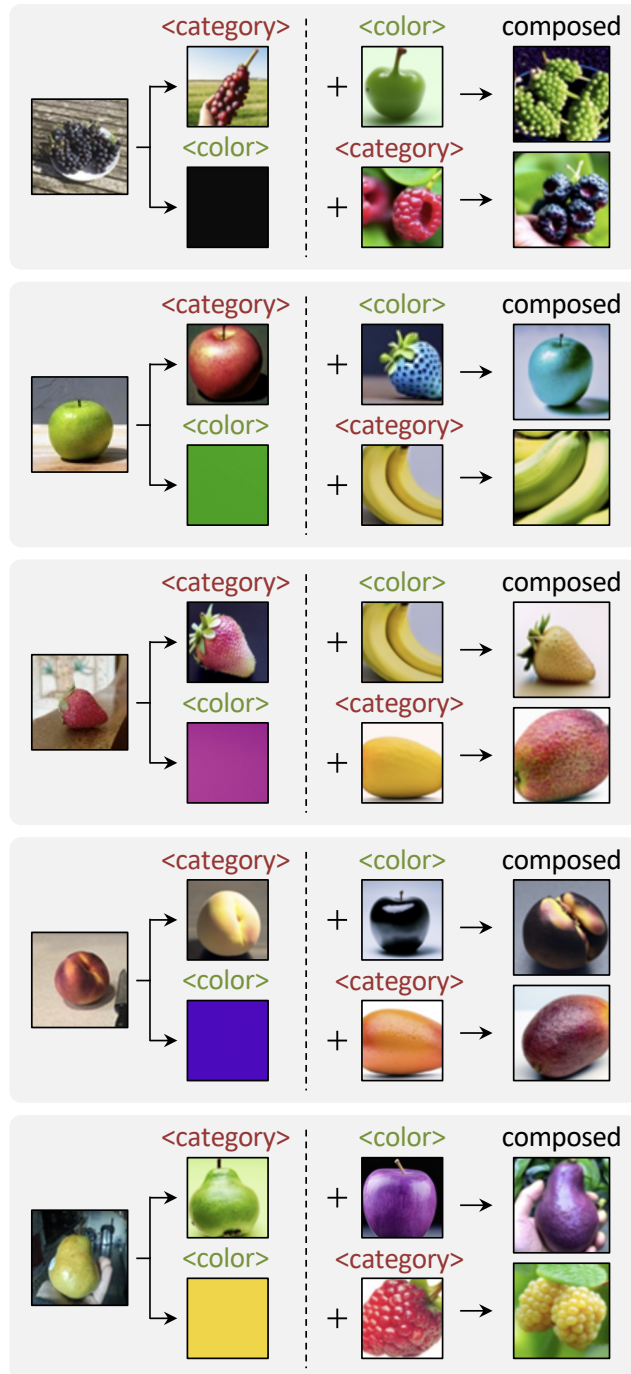 <category> <color> composed
+ →
<color> <category>
+ →
<category> <color> composed
+ →
<color> <category>
+ →
<category> <color> composed
+ →
<color> <category>
+ →
<category> <color> composed
+ →
<color> <category>
+ →
<category> <color> composed
+ →
<color> <category>
+ →